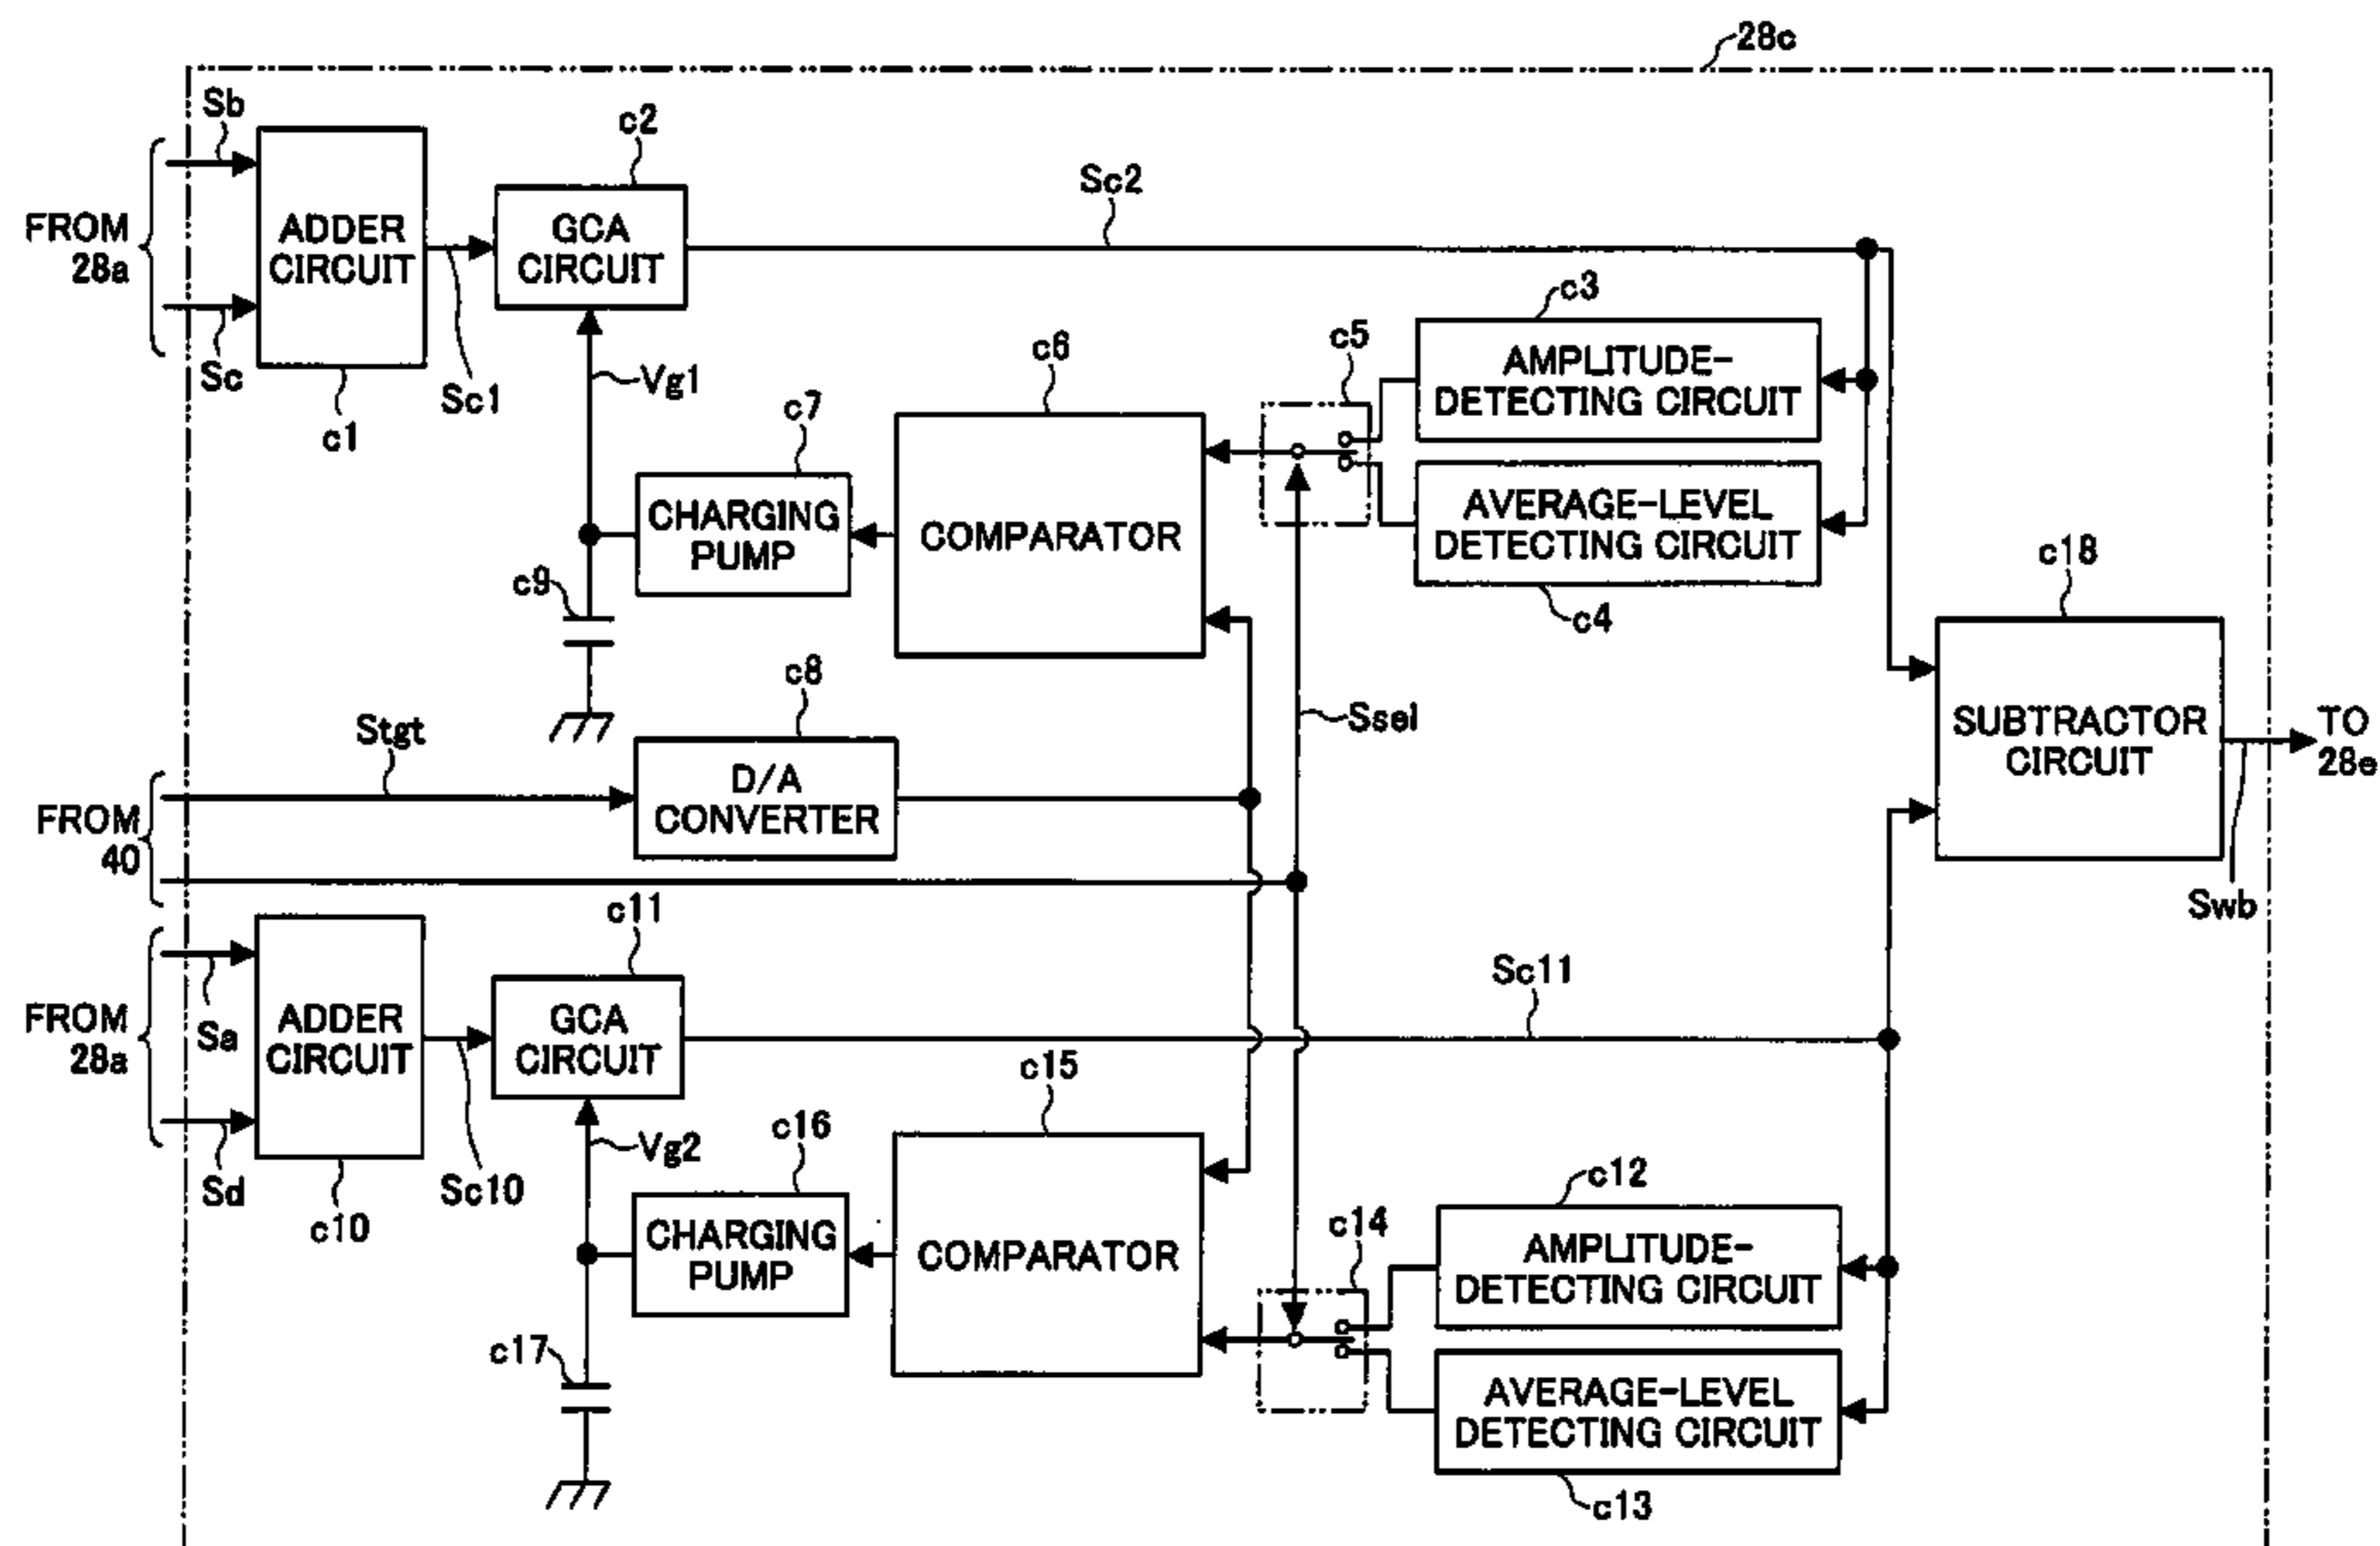 28c
Sb
c2
Sc2
FROM
28a
ADDER
CIRCUIT
GCA
CIRCUIT
c3
Sc
c1
Sc1
Vg1
c7
c6
c5
AMPLITUDE-
DETECTING CIRCUIT
CHARGING
PUMP
COMPARATOR
AVERAGE-LEVEL
DETECTING CIRCUIT
c18
c9
c4
c8
Ssel
Stgt
SUBTRACTOR
CIRCUIT
TO
28e
D/A
CONVERTER
FROM
40
c11
Swb
Sc11
FROM
28a
Sa
ADDER
CIRCUIT
GCA
CIRCUIT
c15
c16
Vg2
Sd
c10
Sc10
c12
c14
CHARGING
PUMP
COMPARATOR
AMPLITUDE-
DETECTING CIRCUIT
c17
AVERAGE-LEVEL
DETECTING CIRCUIT
c13